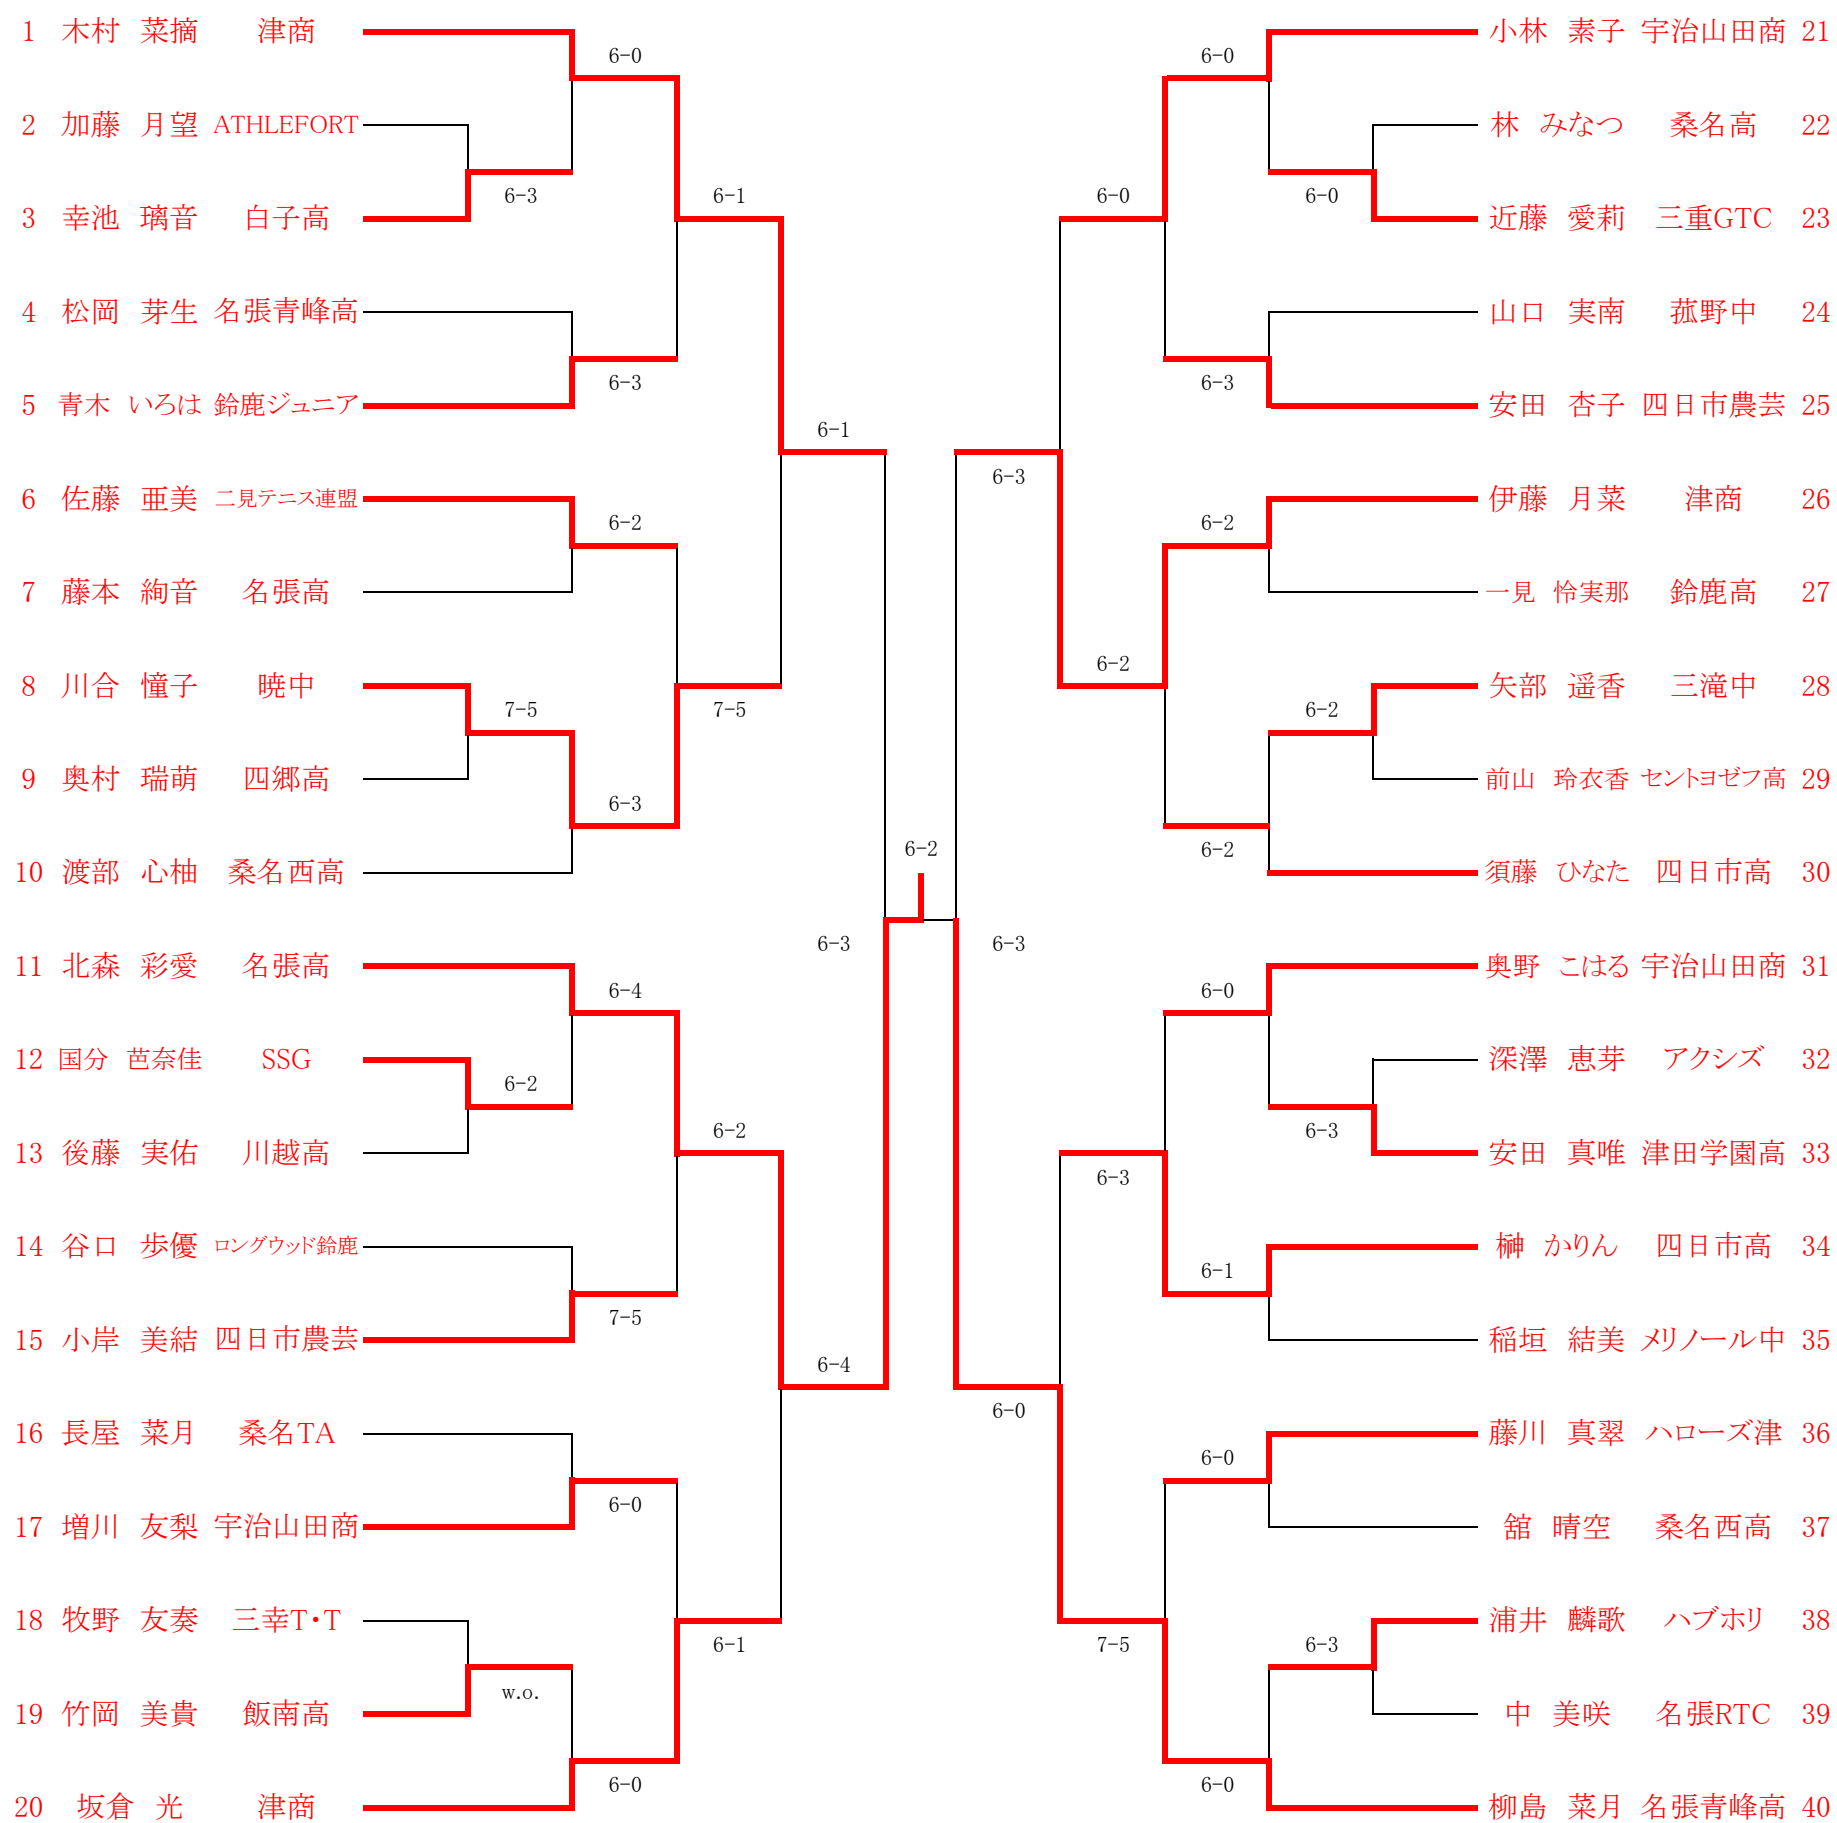 1 木村 菜摘 津商
2 加藤 月望 ATHLEFORT
3 幸池 璃音 白子高
4 松岡 芽生 名張青峰高
5 青木 いろは 鈴鹿ジュニア
6 佐藤 亜美 二見テニス連盟
7 藤本 絢音 名張高
8 川合 憧子 暁中
9 奥村 瑞萌 四郷高
10 渡部 心柚 桑名西高
11 北森 彩愛 名張高
12 国分 芭奈佳 SSG
13 後藤 実佑 川越高
14 谷口 歩優 ロングウッド鈴鹿
15 小岸 美結 四日市農芸
16 長屋 菜月 桑名TA
17 増川 友梨 宇治山田商
18 牧野 友奏 三幸T・T
19 竹岡 美貴 飯南高
20 坂倉 光 津商
6-3
7-5
6-2
w.o.
6-0
6-3
6-2
6-3
6-4
7-5
6-0
6-0
6-1
7-5
6-2
6-1
6-1
6-4
6-3
6-2
6-3
6-3
6-0
6-0
6-2
6-3
7-5
6-0
6-3
6-2
6-2
6-0
6-1
6-0
6-0
6-0
6-2
6-3
6-3
小林 素子 宇治山田商 21
林 みなつ 桑名高 22
近藤 愛莉 三重GTC 23
山口 実南 菰野中 24
安田 杏子 四日市農芸 25
伊藤 月菜 津商 26
一見 怜実那 鈴鹿高 27
矢部 遥香 三滝中 28
前山 玲衣香 セントヨゼフ高 29
須藤 ひなた 四日市高 30
奥野 こはる 宇治山田商 31
深澤 恵芽 アクシズ 32
安田 真唯 津田学園高 33
榊 かりん 四日市高 34
稲垣 結美 メリノール中 35
藤川 真翠 ハローズ津 36
舘 晴空 桑名西高 37
浦井 麟歌 ハブホリ 38
中 美咲 名張RTC 39
柳島 菜月 名張青峰高 40